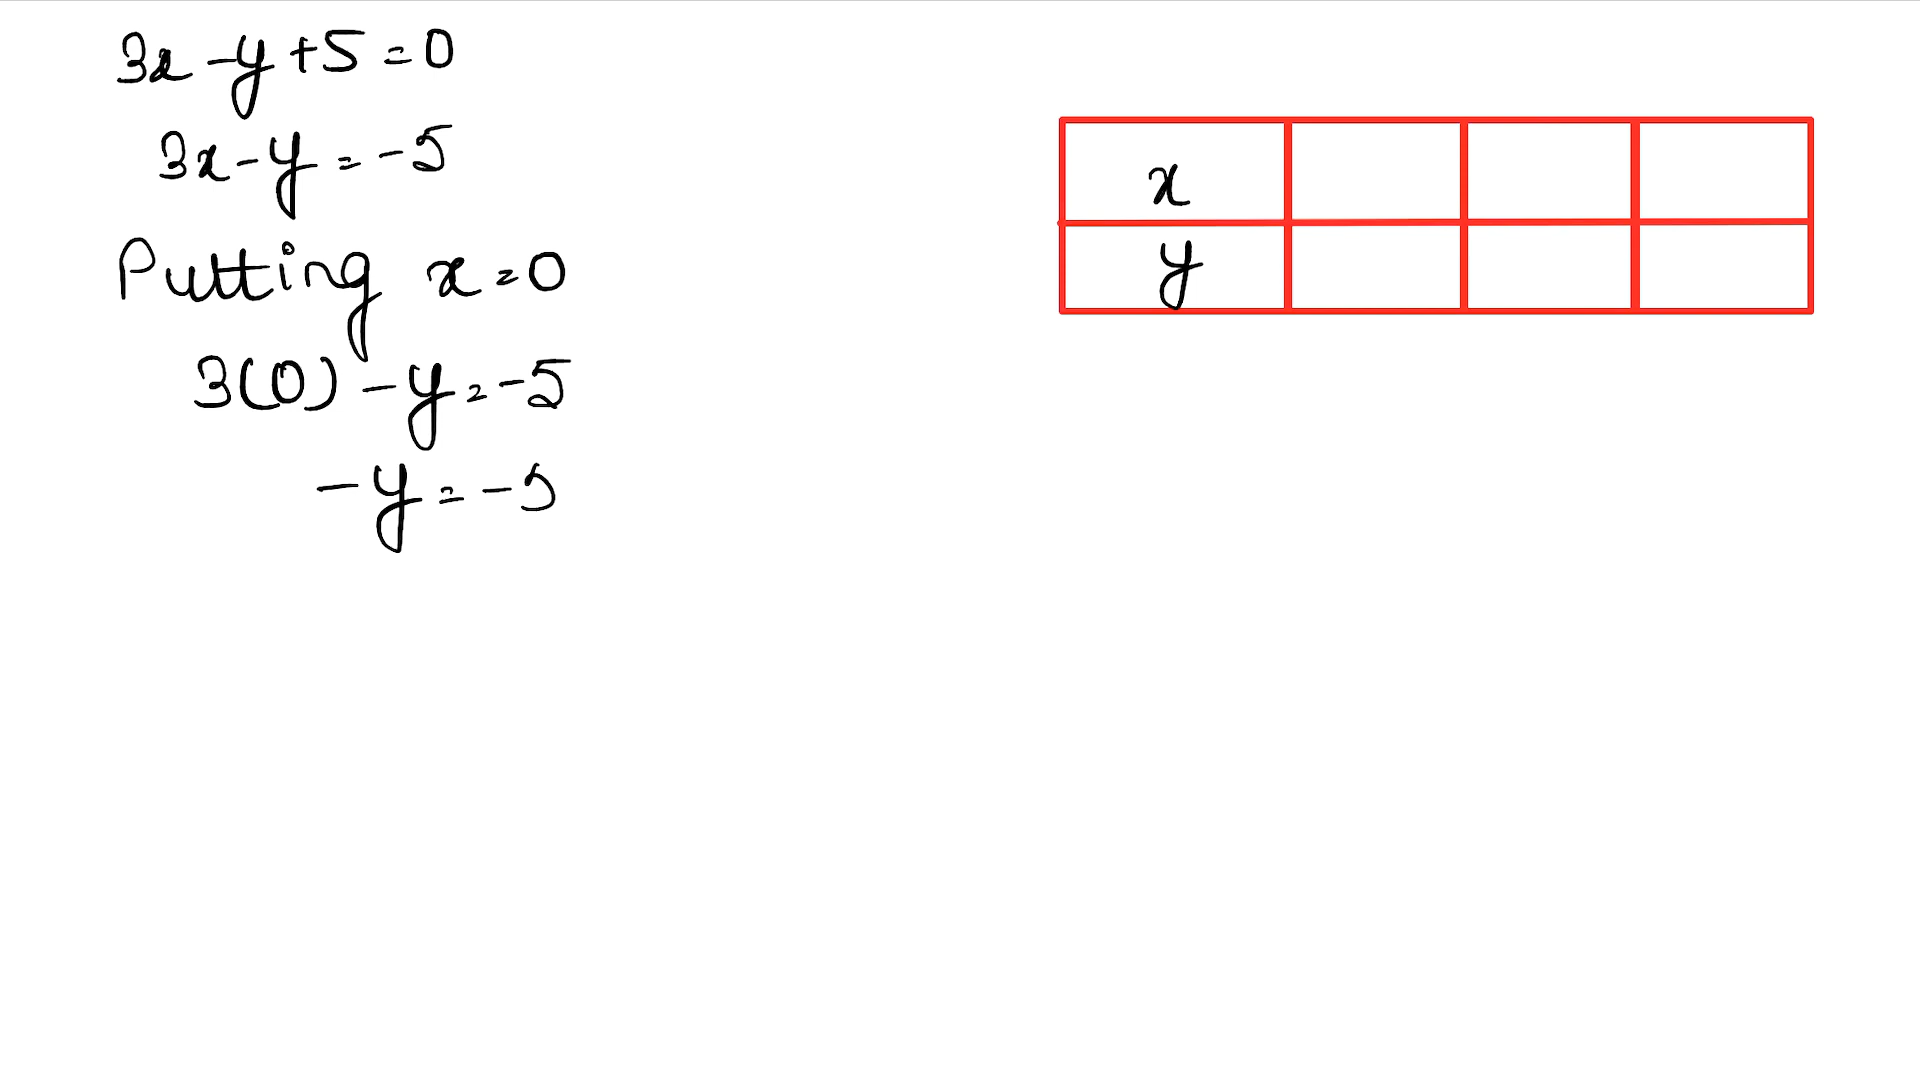 3x - y + 5 = 0
3x - y = -5
Putting x = 0
3(0) - y = -5
-y = -5
x
y